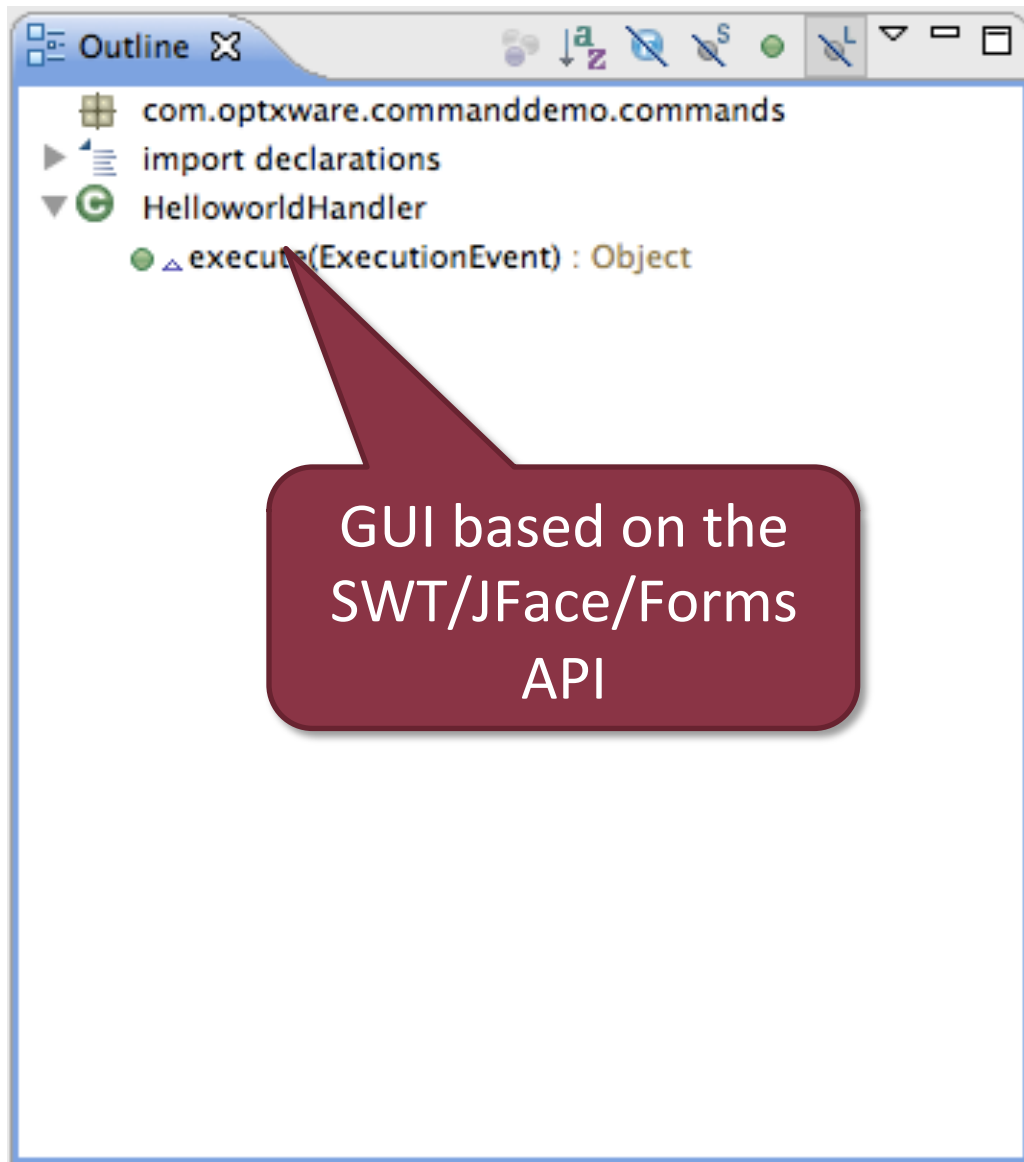 Outline
com.optxware.commanddemo.commands
import declarations
HelloworldHandler
execute(ExecutionEvent) : Object
GUI based on the
SWT/JFace/Forms
API